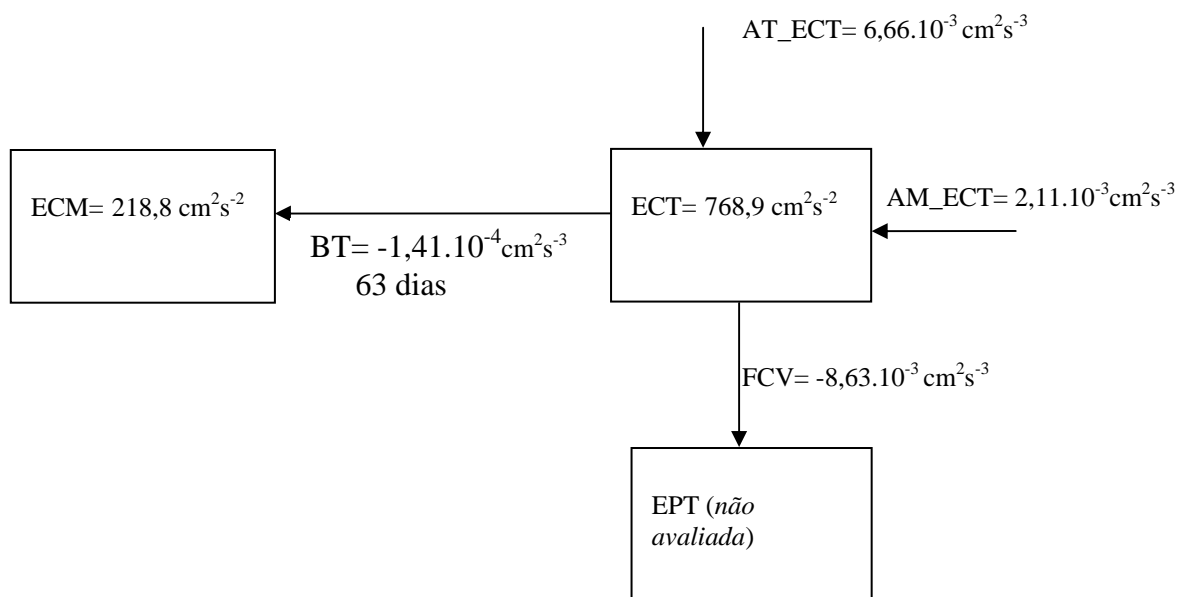 AT_ECT= 6,66.10⁻³ cm²s⁻³
ECM= 218,8 cm²s⁻²
ECT= 768,9 cm²s⁻²
AM_ECT= 2,11.10⁻³cm²s⁻³
BT= -1,41.10⁻⁴cm²s⁻³
63 dias
FCV= -8,63.10⁻³ cm²s⁻³
EPT (não
avaliada)